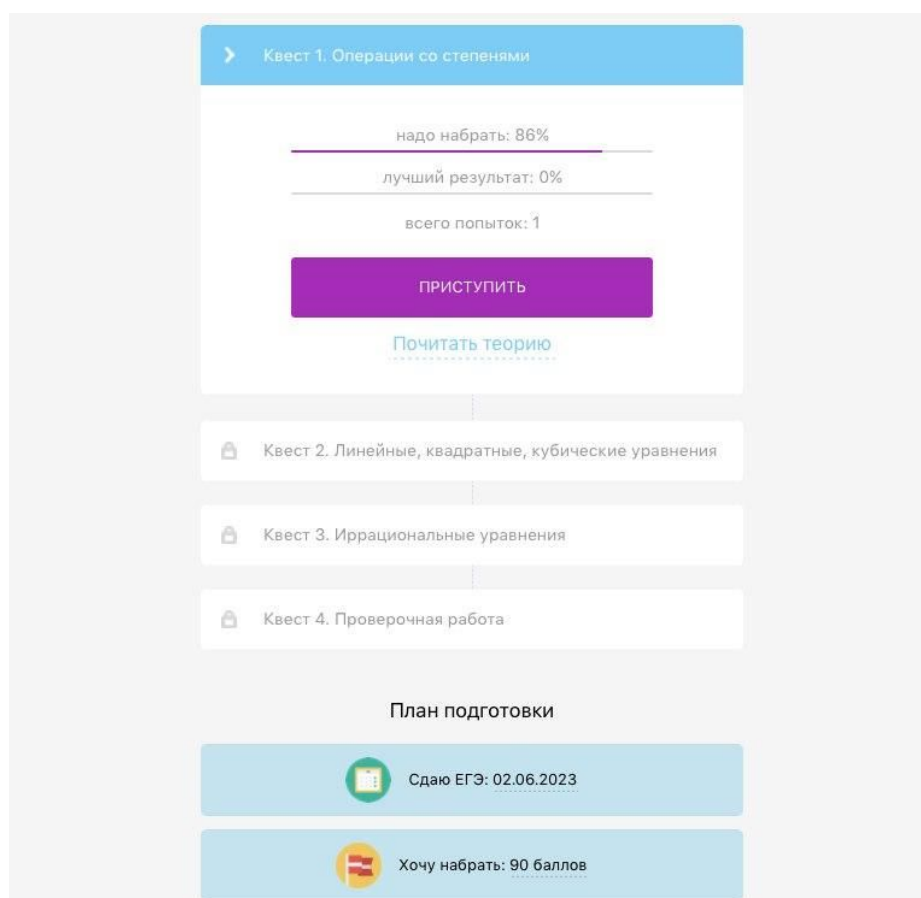 Квест 1. Операции со степенями
надо набрать: 86%
лучший результат: 0%
всего попыток: 1
ПРИСТУПИТЬ
Почитать теорию
Квест 2. Линейные, квадратные, кубические уравнения
Квест 3. Иррациональные уравнения
Квест 4. Проверочная работа
План подготовки
Сдаю ЕГЭ: 02.06.2023
Хочу набрать: 90 баллов